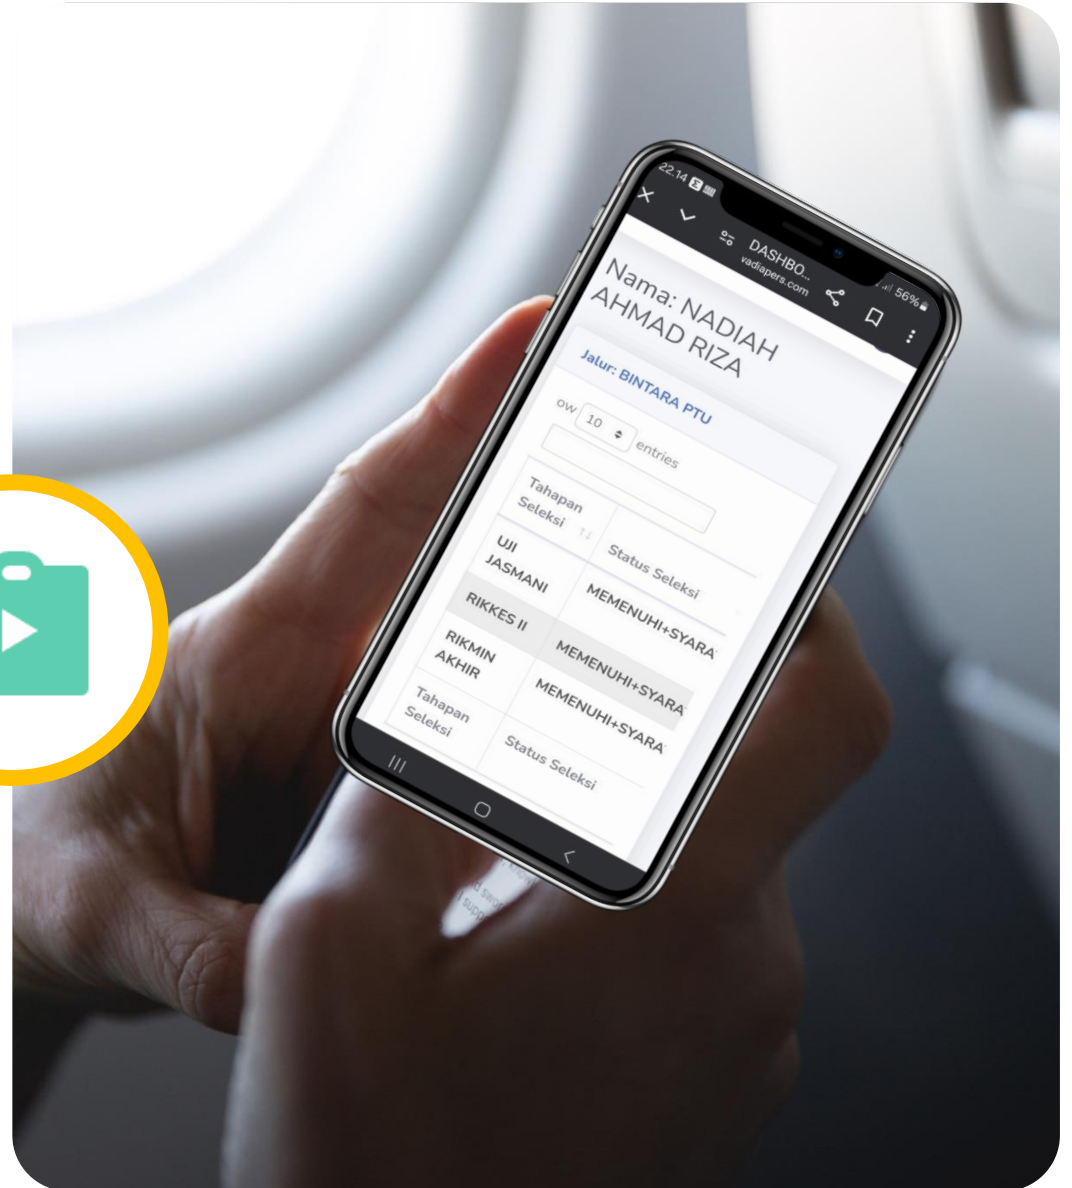 22.14
56%
DASHBO...
vadiapers.com
Nama: NADIAH
AHMAD RIZA
Jalur: BINTARA PTU
ow 10 entries
Tahapan
Seleksi
Status Seleksi
UJI
JASMANI
MEMENUHI+SYARA
RIKKES II
MEMENUHI+SYARA
RIKMIN
AKHIR
MEMENUHI+SYARA
Tahapan
Seleksi
Status Seleksi